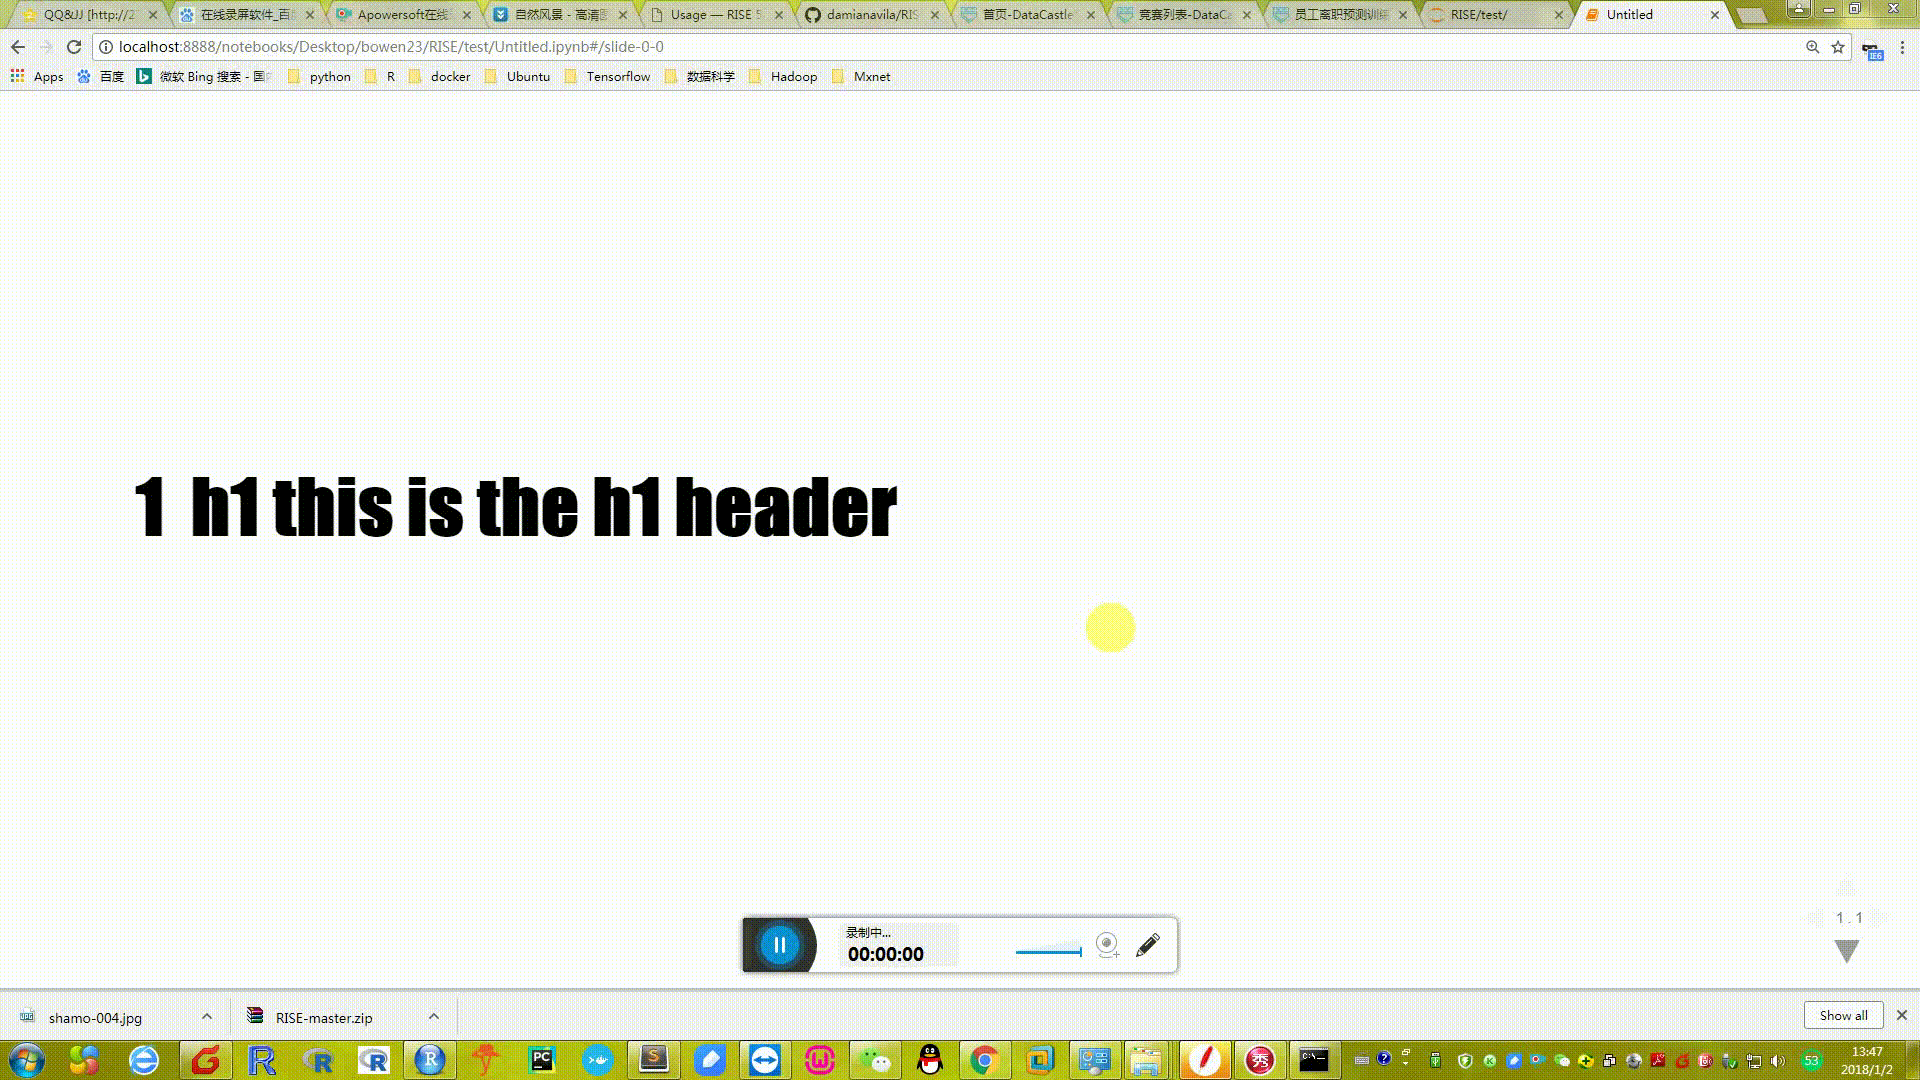 QQ&JJ [http://2
在线录屏软件_百
Apowersoft在线
自然风景 - 高清图
Usage — RISE 5
damianavila/RIS
首页-DataCastle
竞赛列表-DataCa
员工离职预测训练
RISE/test/
Untitled
localhost:8888/notebooks/Desktop/bowen23/RISE/test/Untitled.ipynb#/slide-0-0
IE6
Apps
百度
微软 Bing 搜索 - 国
python
R
docker
Ubuntu
Tensorflow
数据科学
Hadoop
Mxnet
1 h1 this is the h1 header
1 . 1
录制中...
00:00:00
shamo-004.jpg
RISE-master.zip
Show all
PC
秀
C:\
53
13:47
2018/1/2